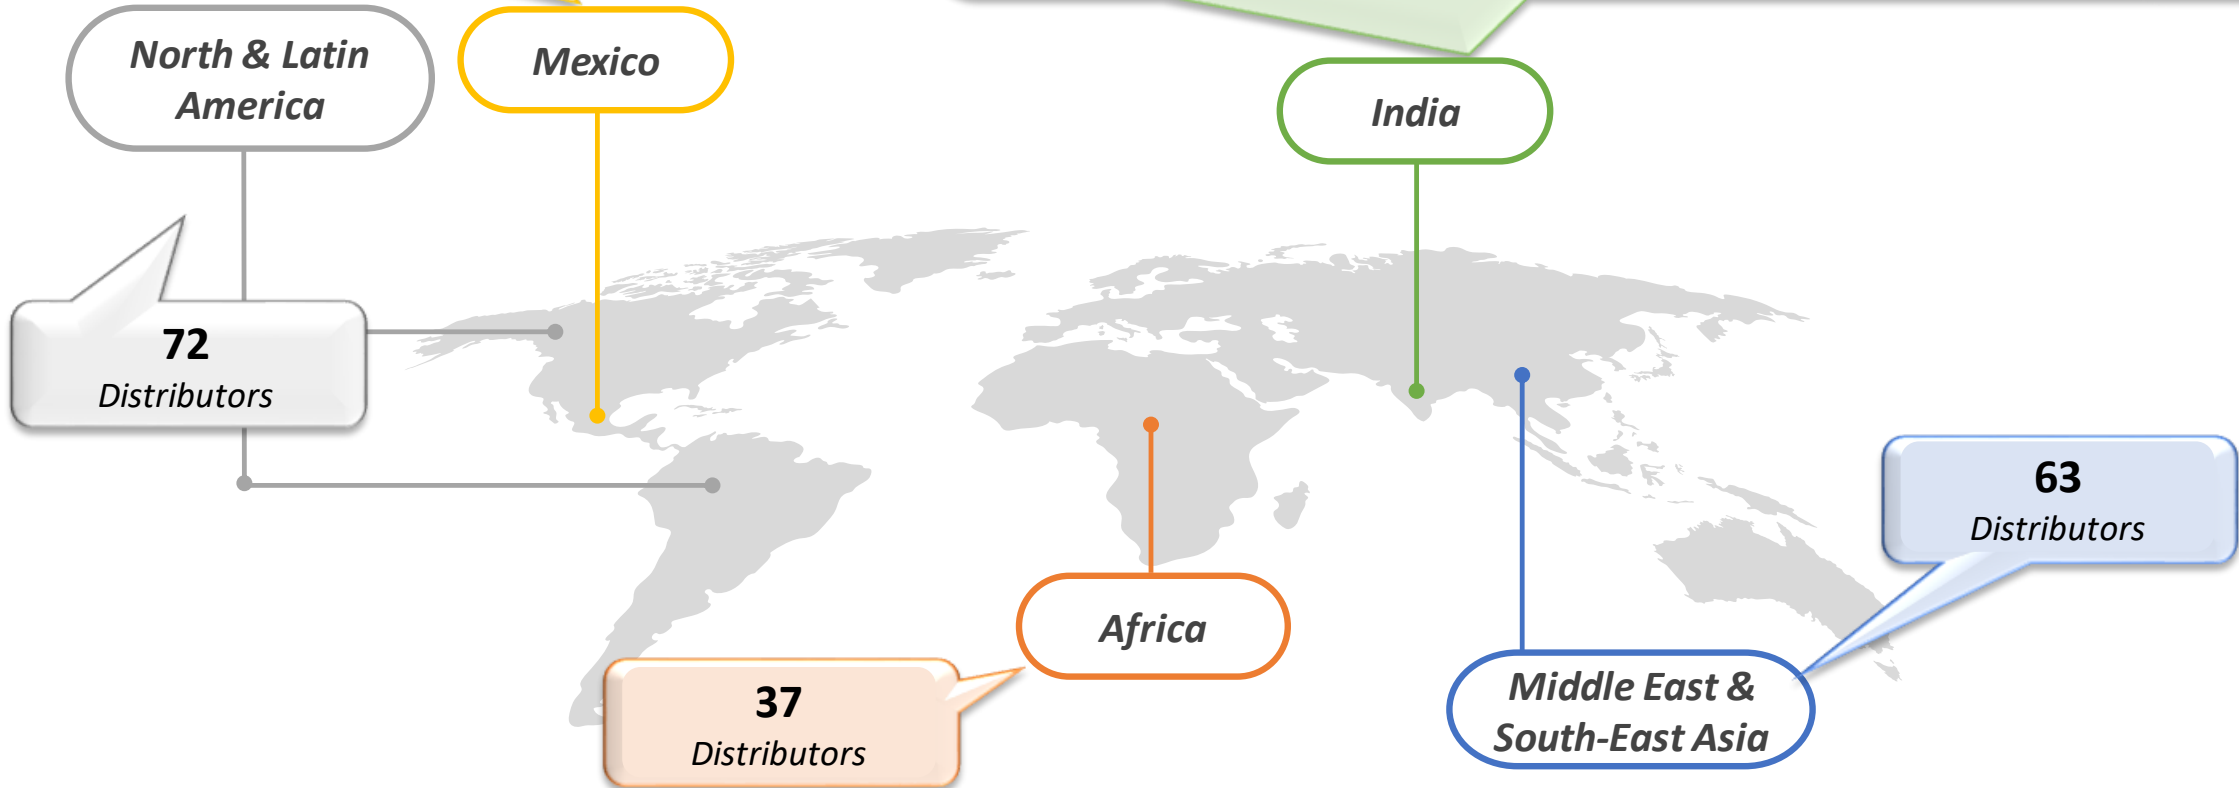 North & Latin
America
Mexico
India
72
Distributors
63
Distributors
Africa
37
Distributors
Middle East &
South-East Asia